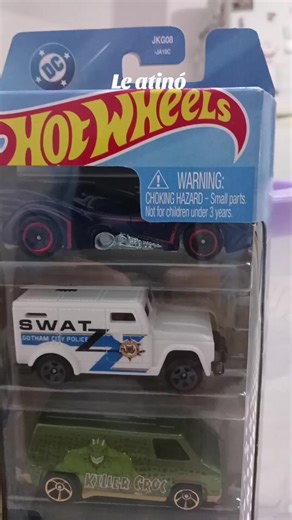 JKG08
-JA19C
DC
Le atinó
HOT WHEELS
WARNING:
CHOKING HAZARD – Small parts.
Not for children under 3 years.
SWAT
GOTHAM CITY POLICE
KILLER CROC